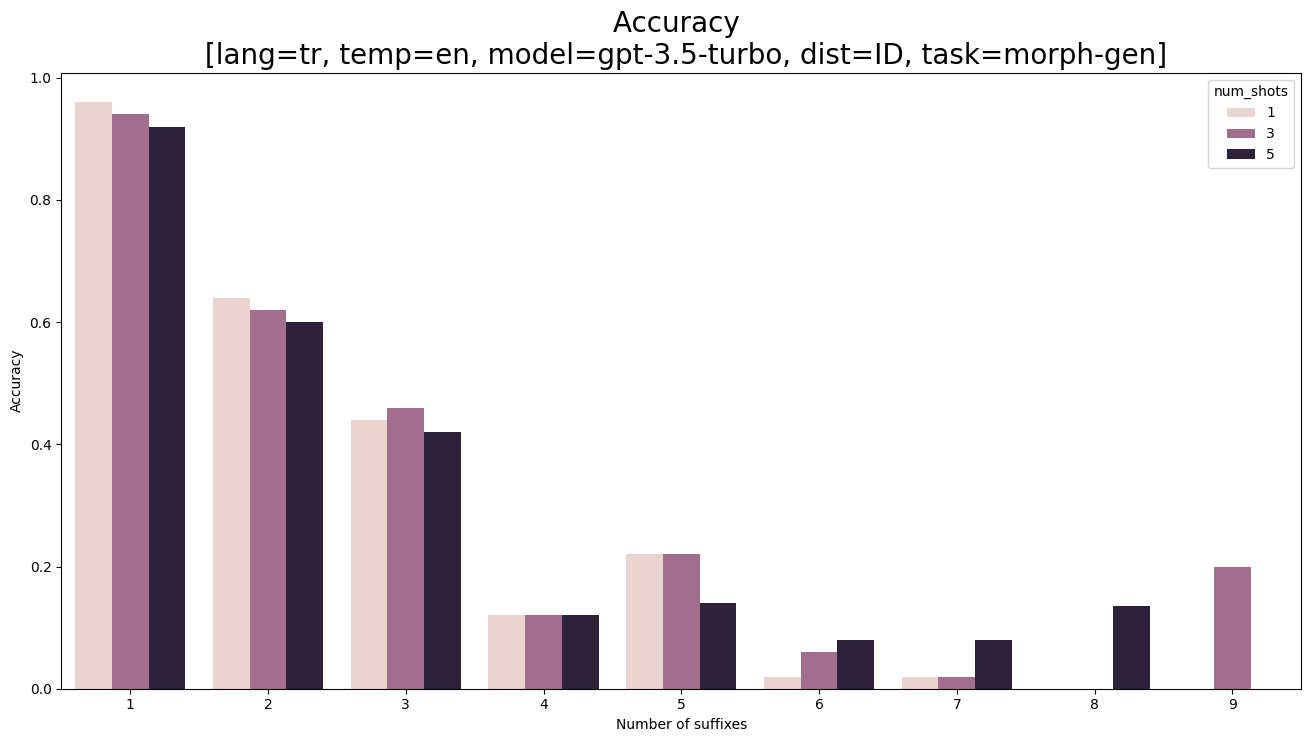 Accuracy
[lang=tr, temp=en, model=gpt-3.5-turbo, dist=ID, task=morph-gen]
num_shots
1
3
5
1.0
0.8
0.6
0.4
0.2
0.0
Accuracy
1 2 3 4 5 6 7 8 9
Number of suffixes